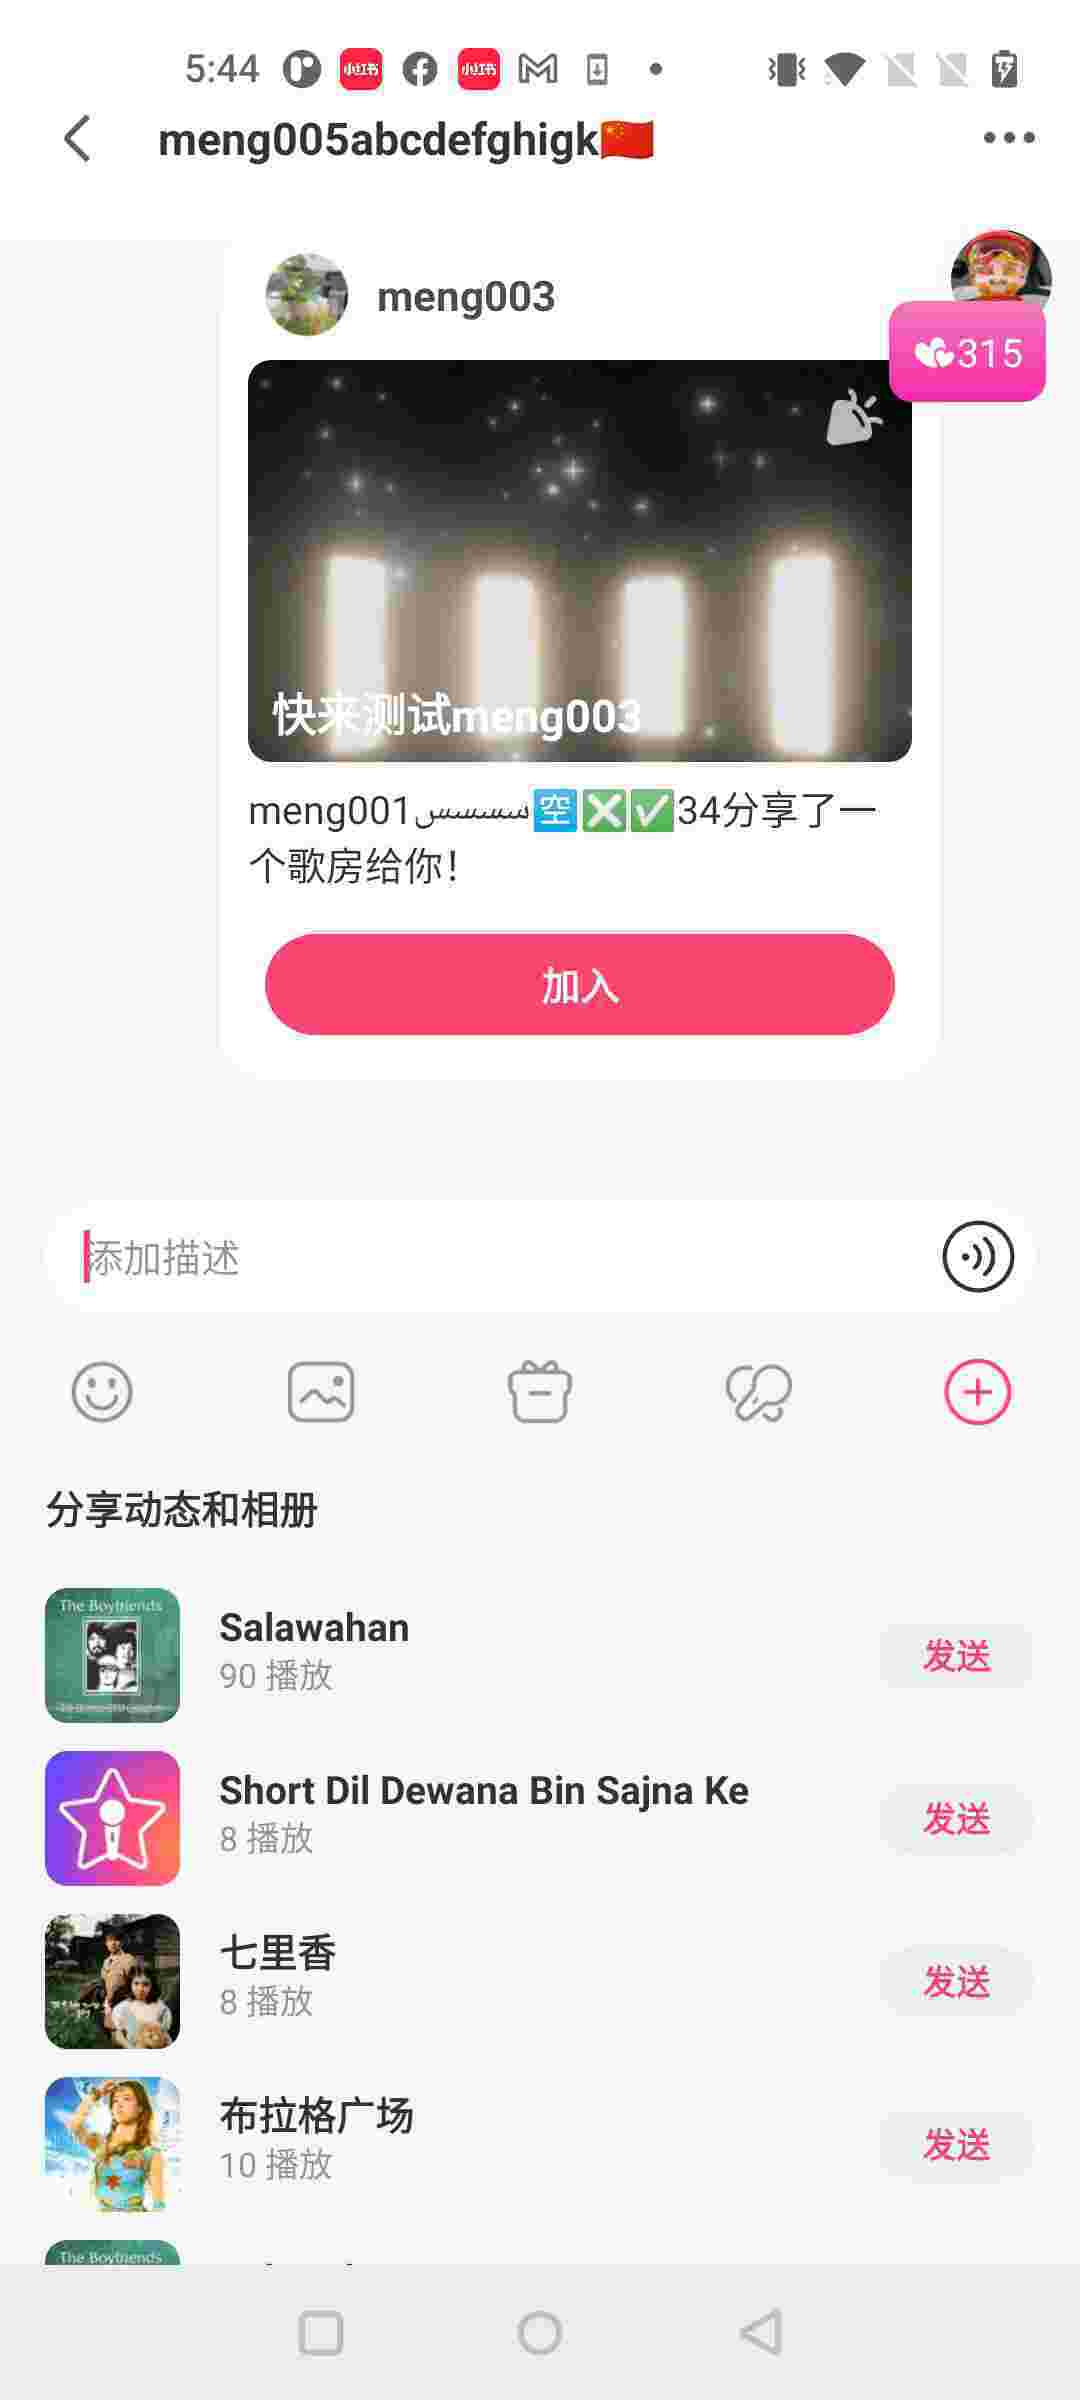 5:44
小红书
小红书
meng005abcdefghigk🇨🇳
meng003
315
快来测试meng003
meng001سسسسس🈳❎✅34分享了一
个歌房给你!
加入
添加描述
分享动态和相册
The Boyfriends
Salawahan
90 播放
发送
Short Dil Dewana Bin Sajna Ke
8 播放
发送
七里香
8 播放
发送
布拉格广场
10 播放
发送
The Boyfriends